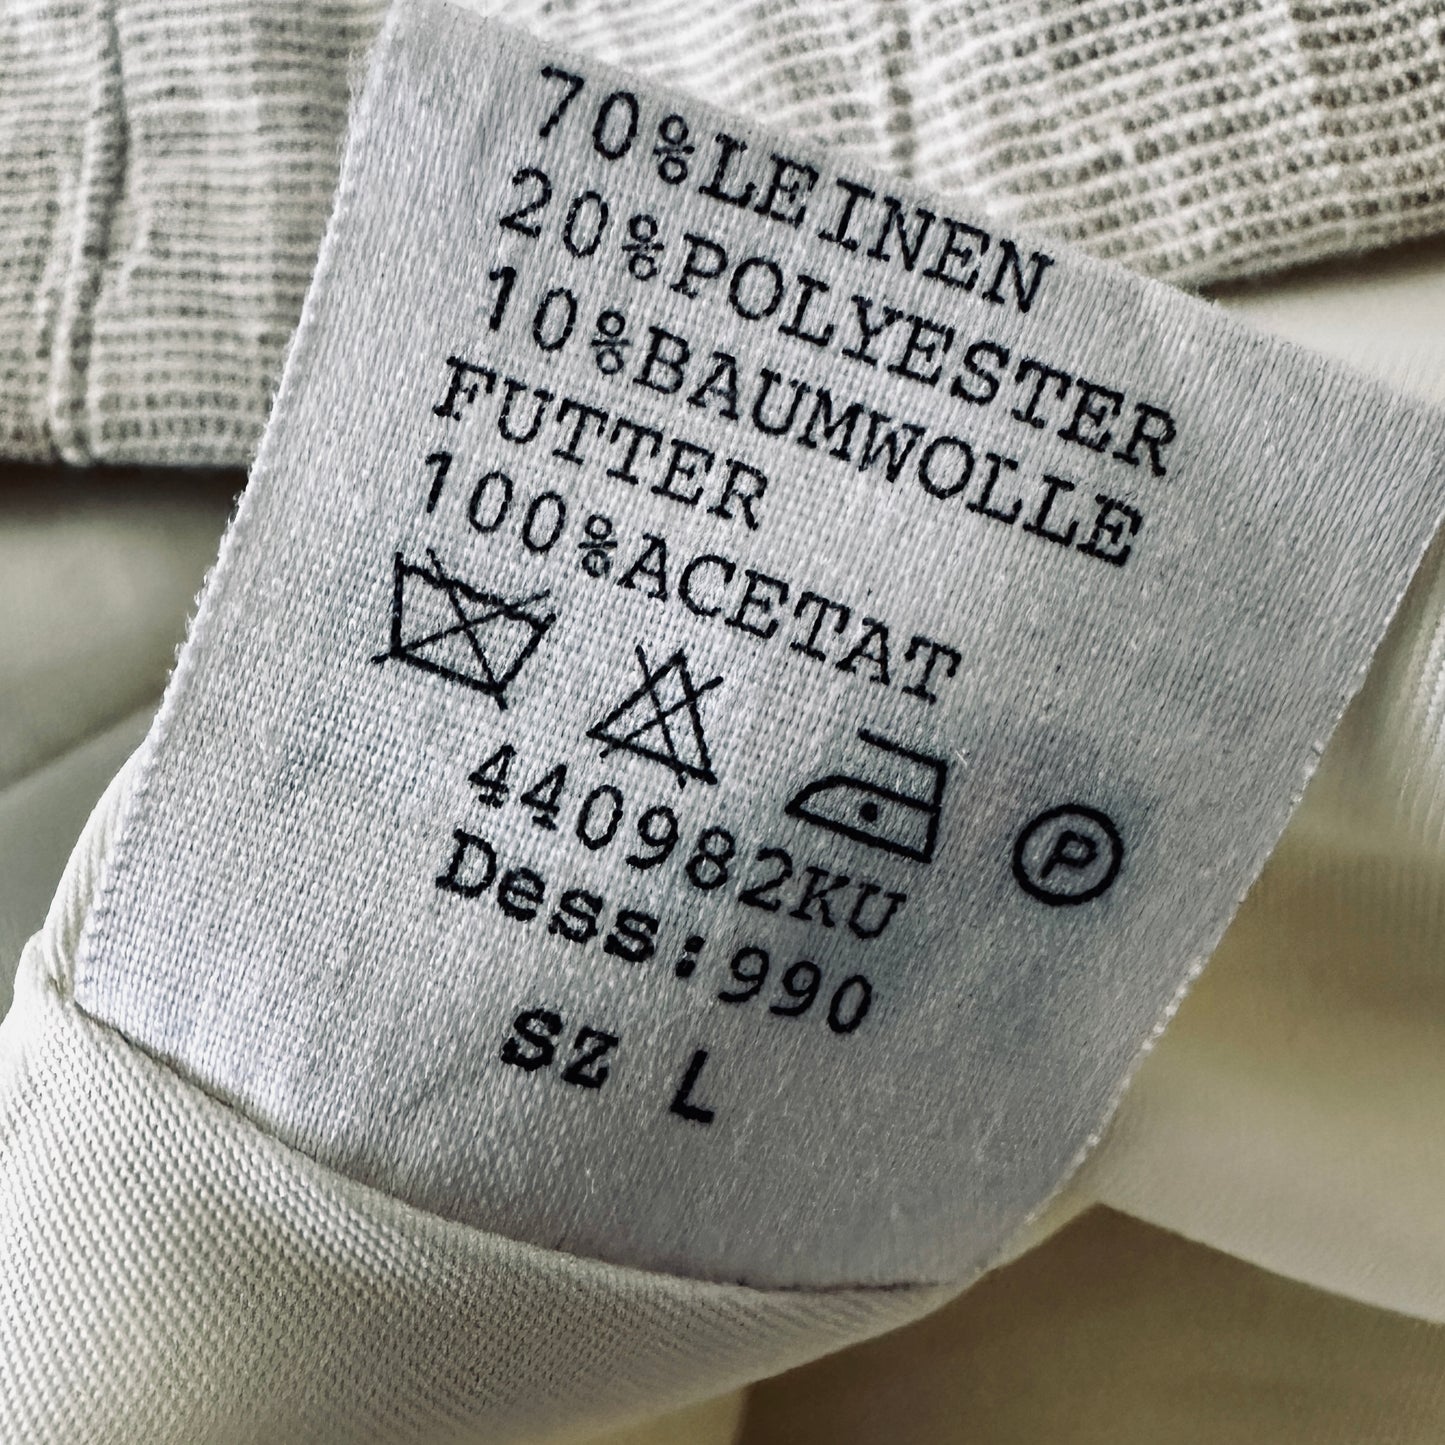 70%LEINEN
20%POLYESTER
10%BAUMWOLLE
FUTTER
100%ACETAT
P
440982KU
Dess:990
SZ L